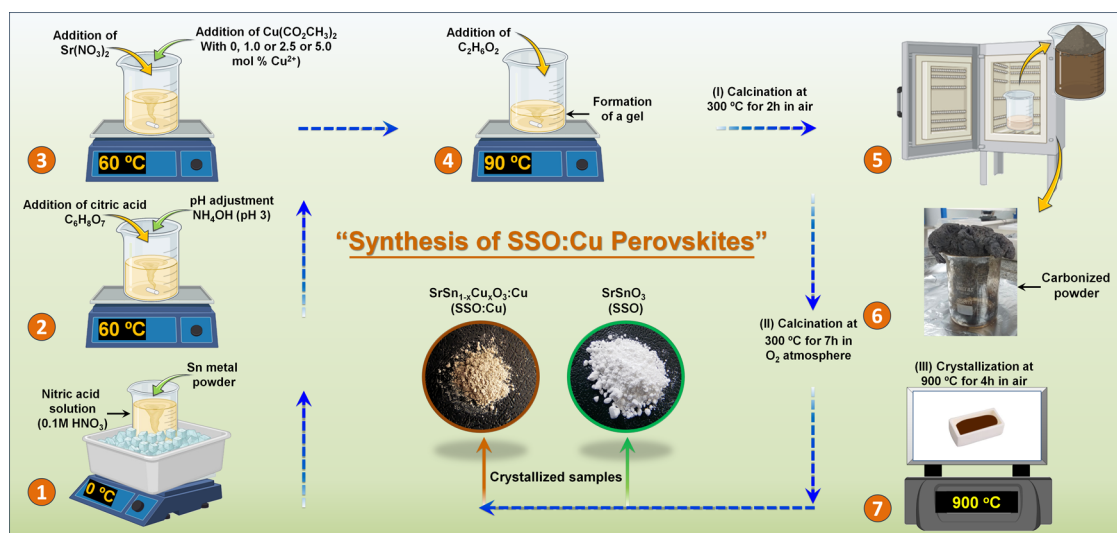 Addition of
Sr(NO₃)₂
Addition of Cu(CO₂CH₃)₂
With 0, 1.0 or 2.5 or 5.0
mol % Cu²⁺)
60 ºC
3
Addition of
C₂H₆O₂
Formation
of a gel
90 ºC
4
(I) Calcination at
300 ºC for 2h in air
5
Addition of citric acid
C₆H₈O₇
pH adjustment
NH₄OH (pH 3)
60 ºC
2
“Synthesis of SSO:Cu Perovskites”
Carbonized
powder
6
SrSn₁₋ₓCuₓO₃:Cu
(SSO:Cu)
SrSnO₃
(SSO)
(II) Calcination at
300 ºC for 7h in
O₂ atmosphere
Sn metal
powder
Nitric acid
solution
(0.1M HNO₃)
0 ºC
1
Crystallized samples
(III) Crystallization at
900 ºC for 4h in air
900 ºC
7